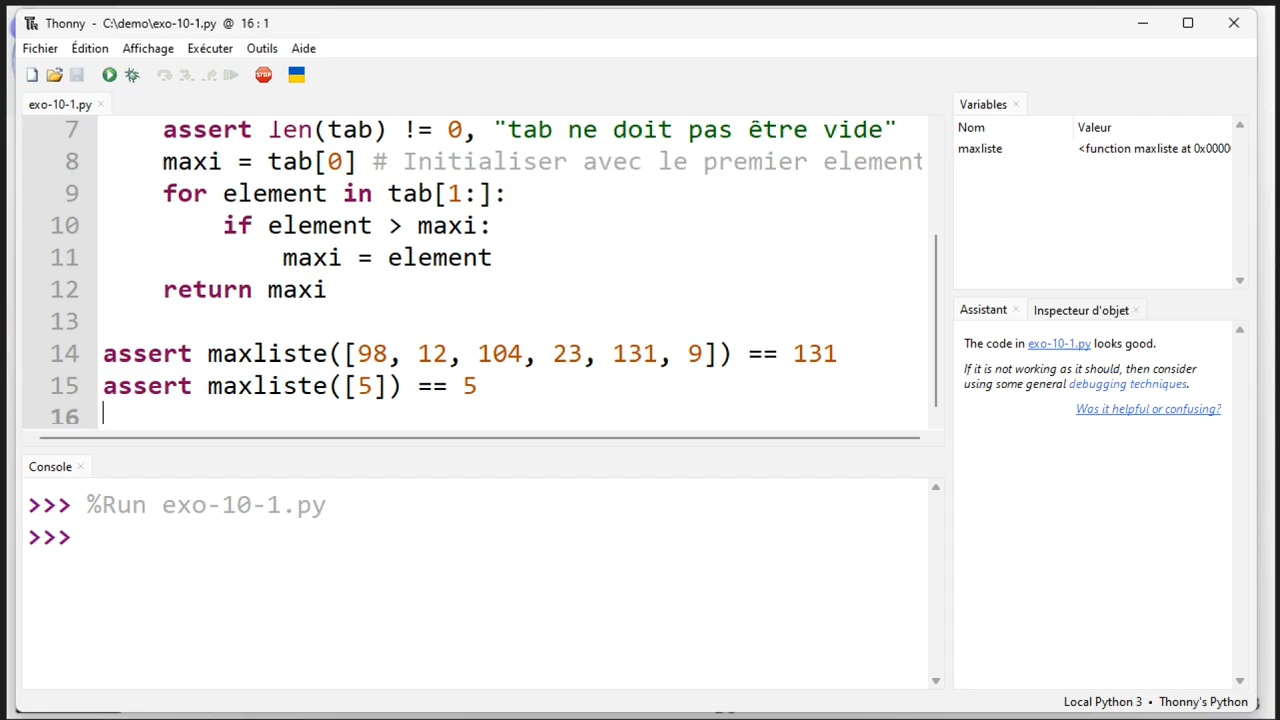 Thonny - C:\demo\exo-10-1.py @ 16 : 1
Fichier Édition Affichage Exécuter Outils Aide
STOP
exo-10-1.py ×
7 assert len(tab) != 0, "tab ne doit pas être vide"
8 maxi = tab[0] # Initialiser avec le premier element
9 for element in tab[1:]:
10 if element > maxi:
11 maxi = element
12 return maxi
13
14 assert maxliste([98, 12, 104, 23, 131, 9]) == 131
15 assert maxliste([5]) == 5
16
Console ×
>>> %Run exo-10-1.py
>>>
Variables ×
Nom Valeur
maxliste <function maxliste at 0x0000
Assistant × Inspecteur d'objet ×
The code in exo-10-1.py looks good.
If it is not working as it should, then consider
using some general debugging techniques.
Was it helpful or confusing?
Local Python 3 • Thonny's Python